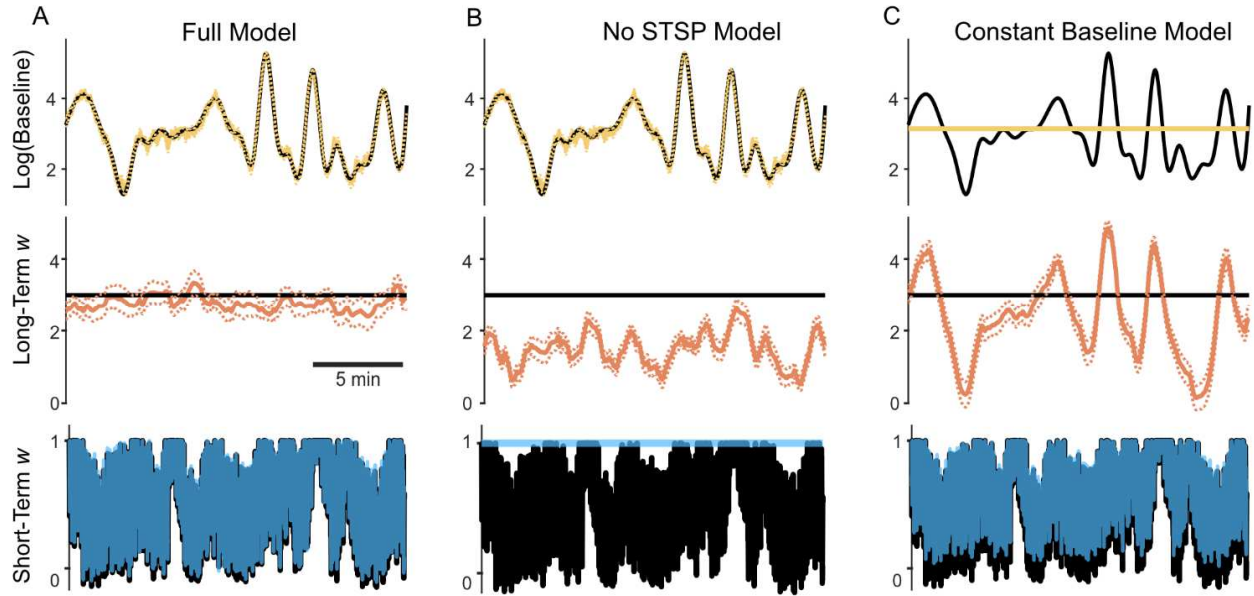 A
Full Model
B
No STSP Model
C
Constant Baseline Model
Log(Baseline)
4
2
4
2
4
2
Long-Term w
4
2
0
5 min
4
2
0
4
2
0
Short-Term w
1
0
1
0
1
0